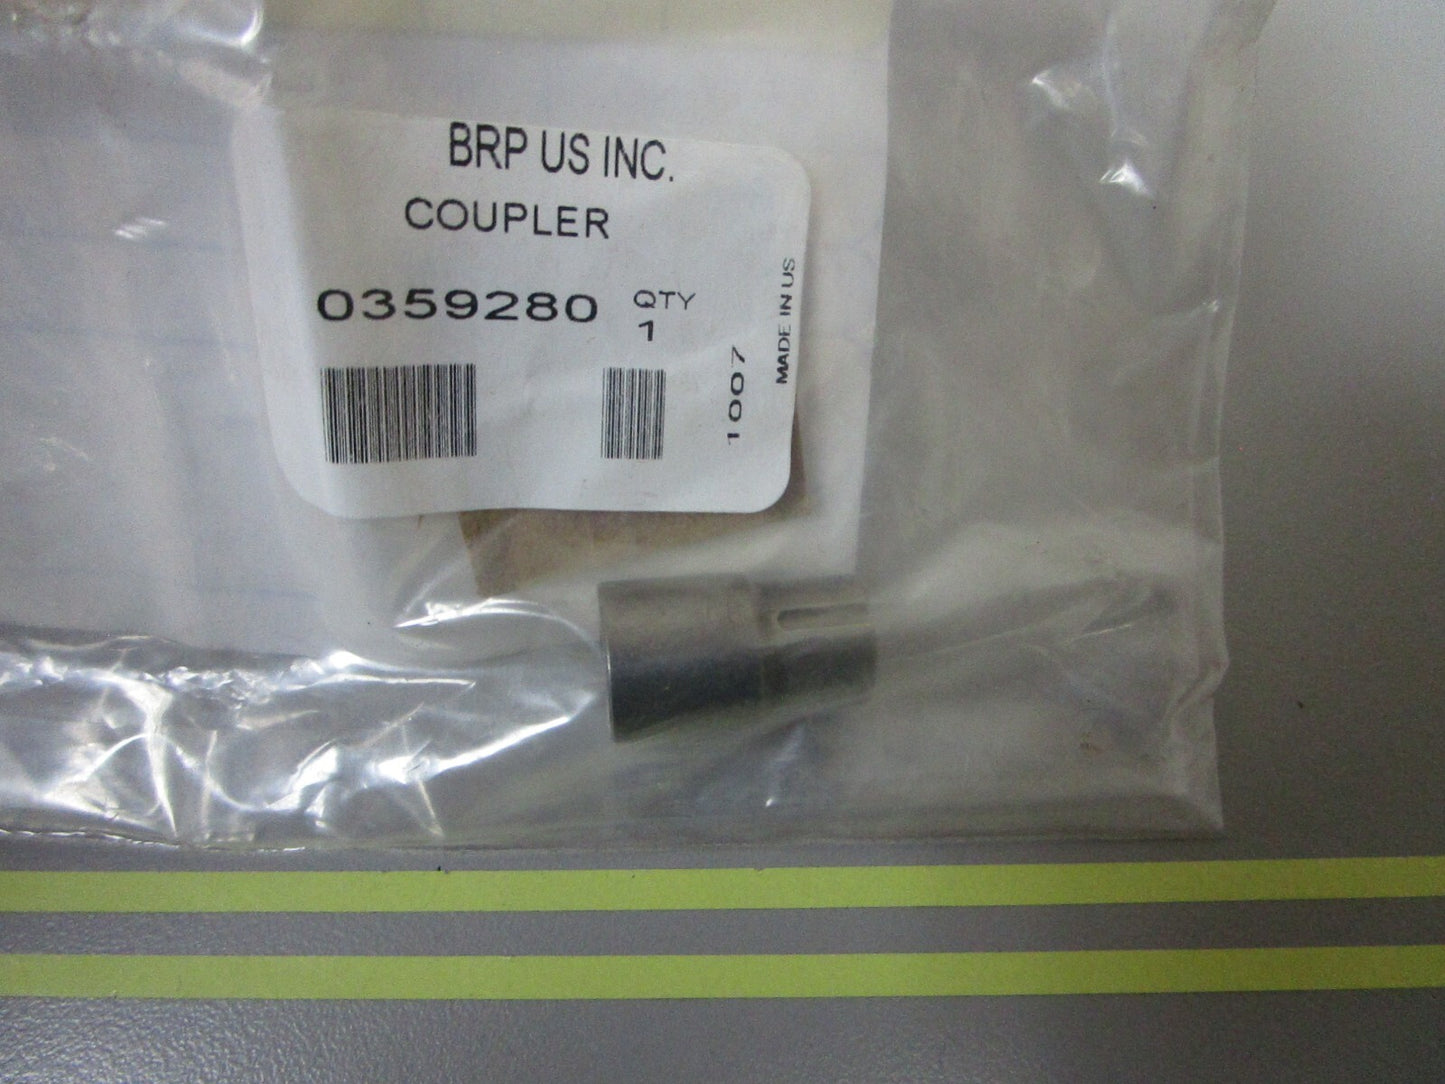 BRP US INC.
COUPLER
0359280
QTY
1
1007
MADE IN US